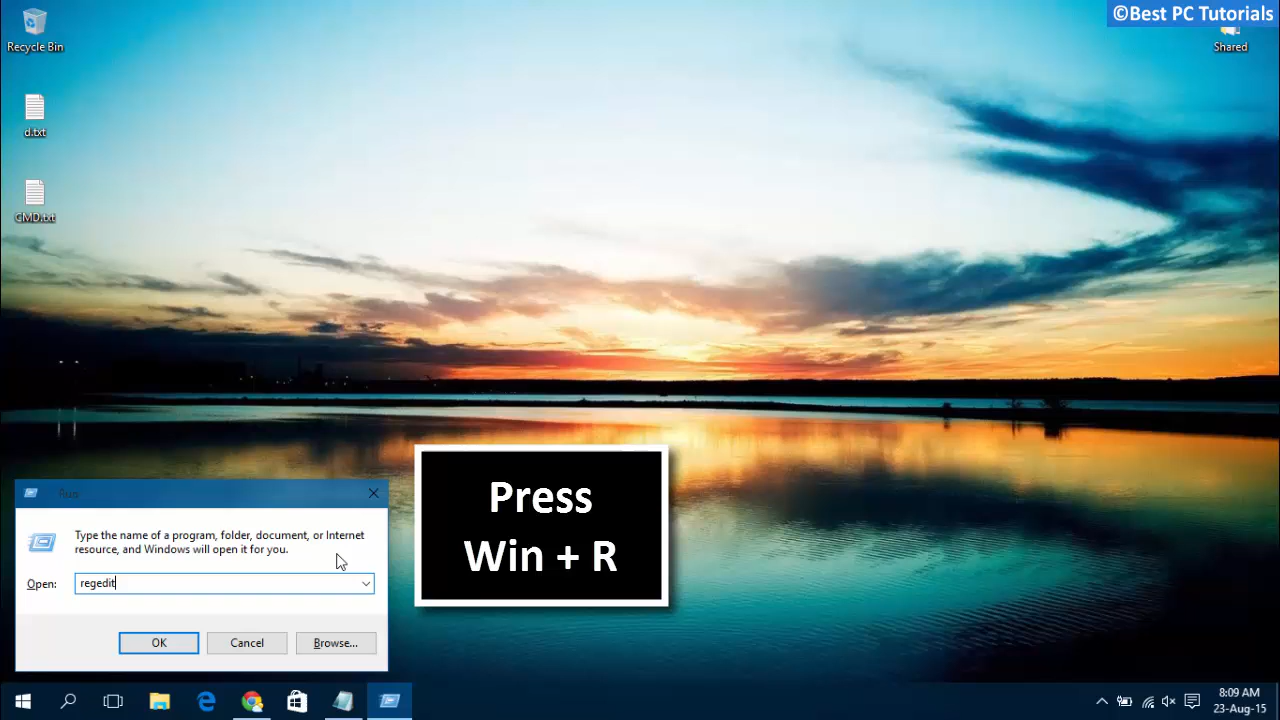 ©Best PC Tutorials
Recycle Bin
Shared
d.txt
CMD.txt
Press
Win + R
Run
Type the name of a program, folder, document, or Internet
resource, and Windows will open it for you.
Open: regedit
OK Cancel Browse...
8:09 AM
23-Aug-15